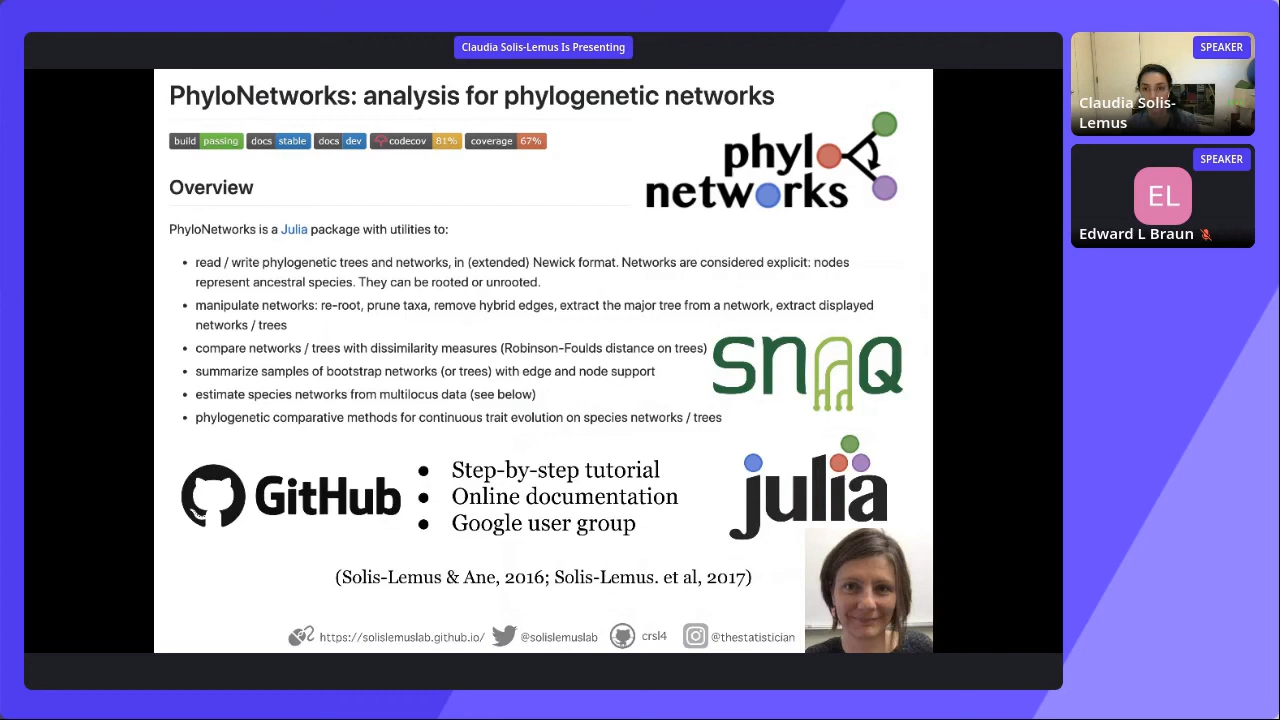 Claudia Solis-Lemus Is Presenting
PhyloNetworks: analysis for phylogenetic networks
build passing docs stable docs dev codecov 81% coverage 67%
phylo
networks
Overview
PhyloNetworks is a Julia package with utilities to:
• read / write phylogenetic trees and networks, in (extended) Newick format. Networks are considered explicit: nodes
represent ancestral species. They can be rooted or unrooted.
• manipulate networks: re-root, prune taxa, remove hybrid edges, extract the major tree from a network, extract displayed
networks / trees
• compare networks / trees with dissimilarity measures (Robinson-Foulds distance on trees)
• summarize samples of bootstrap networks (or trees) with edge and node support
• estimate species networks from multilocus data (see below)
• phylogenetic comparative methods for continuous trait evolution on species networks / trees
SNAQ
GitHub
• Step-by-step tutorial
• Online documentation
• Google user group
julia
(Solis-Lemus & Ane, 2016; Solis-Lemus. et al, 2017)
https://solislemuslab.github.io/ @solislemuslab crsl4 @thestatistician
SPEAKER
Claudia Solis-
Lemus
SPEAKER
EL
Edward L Braun